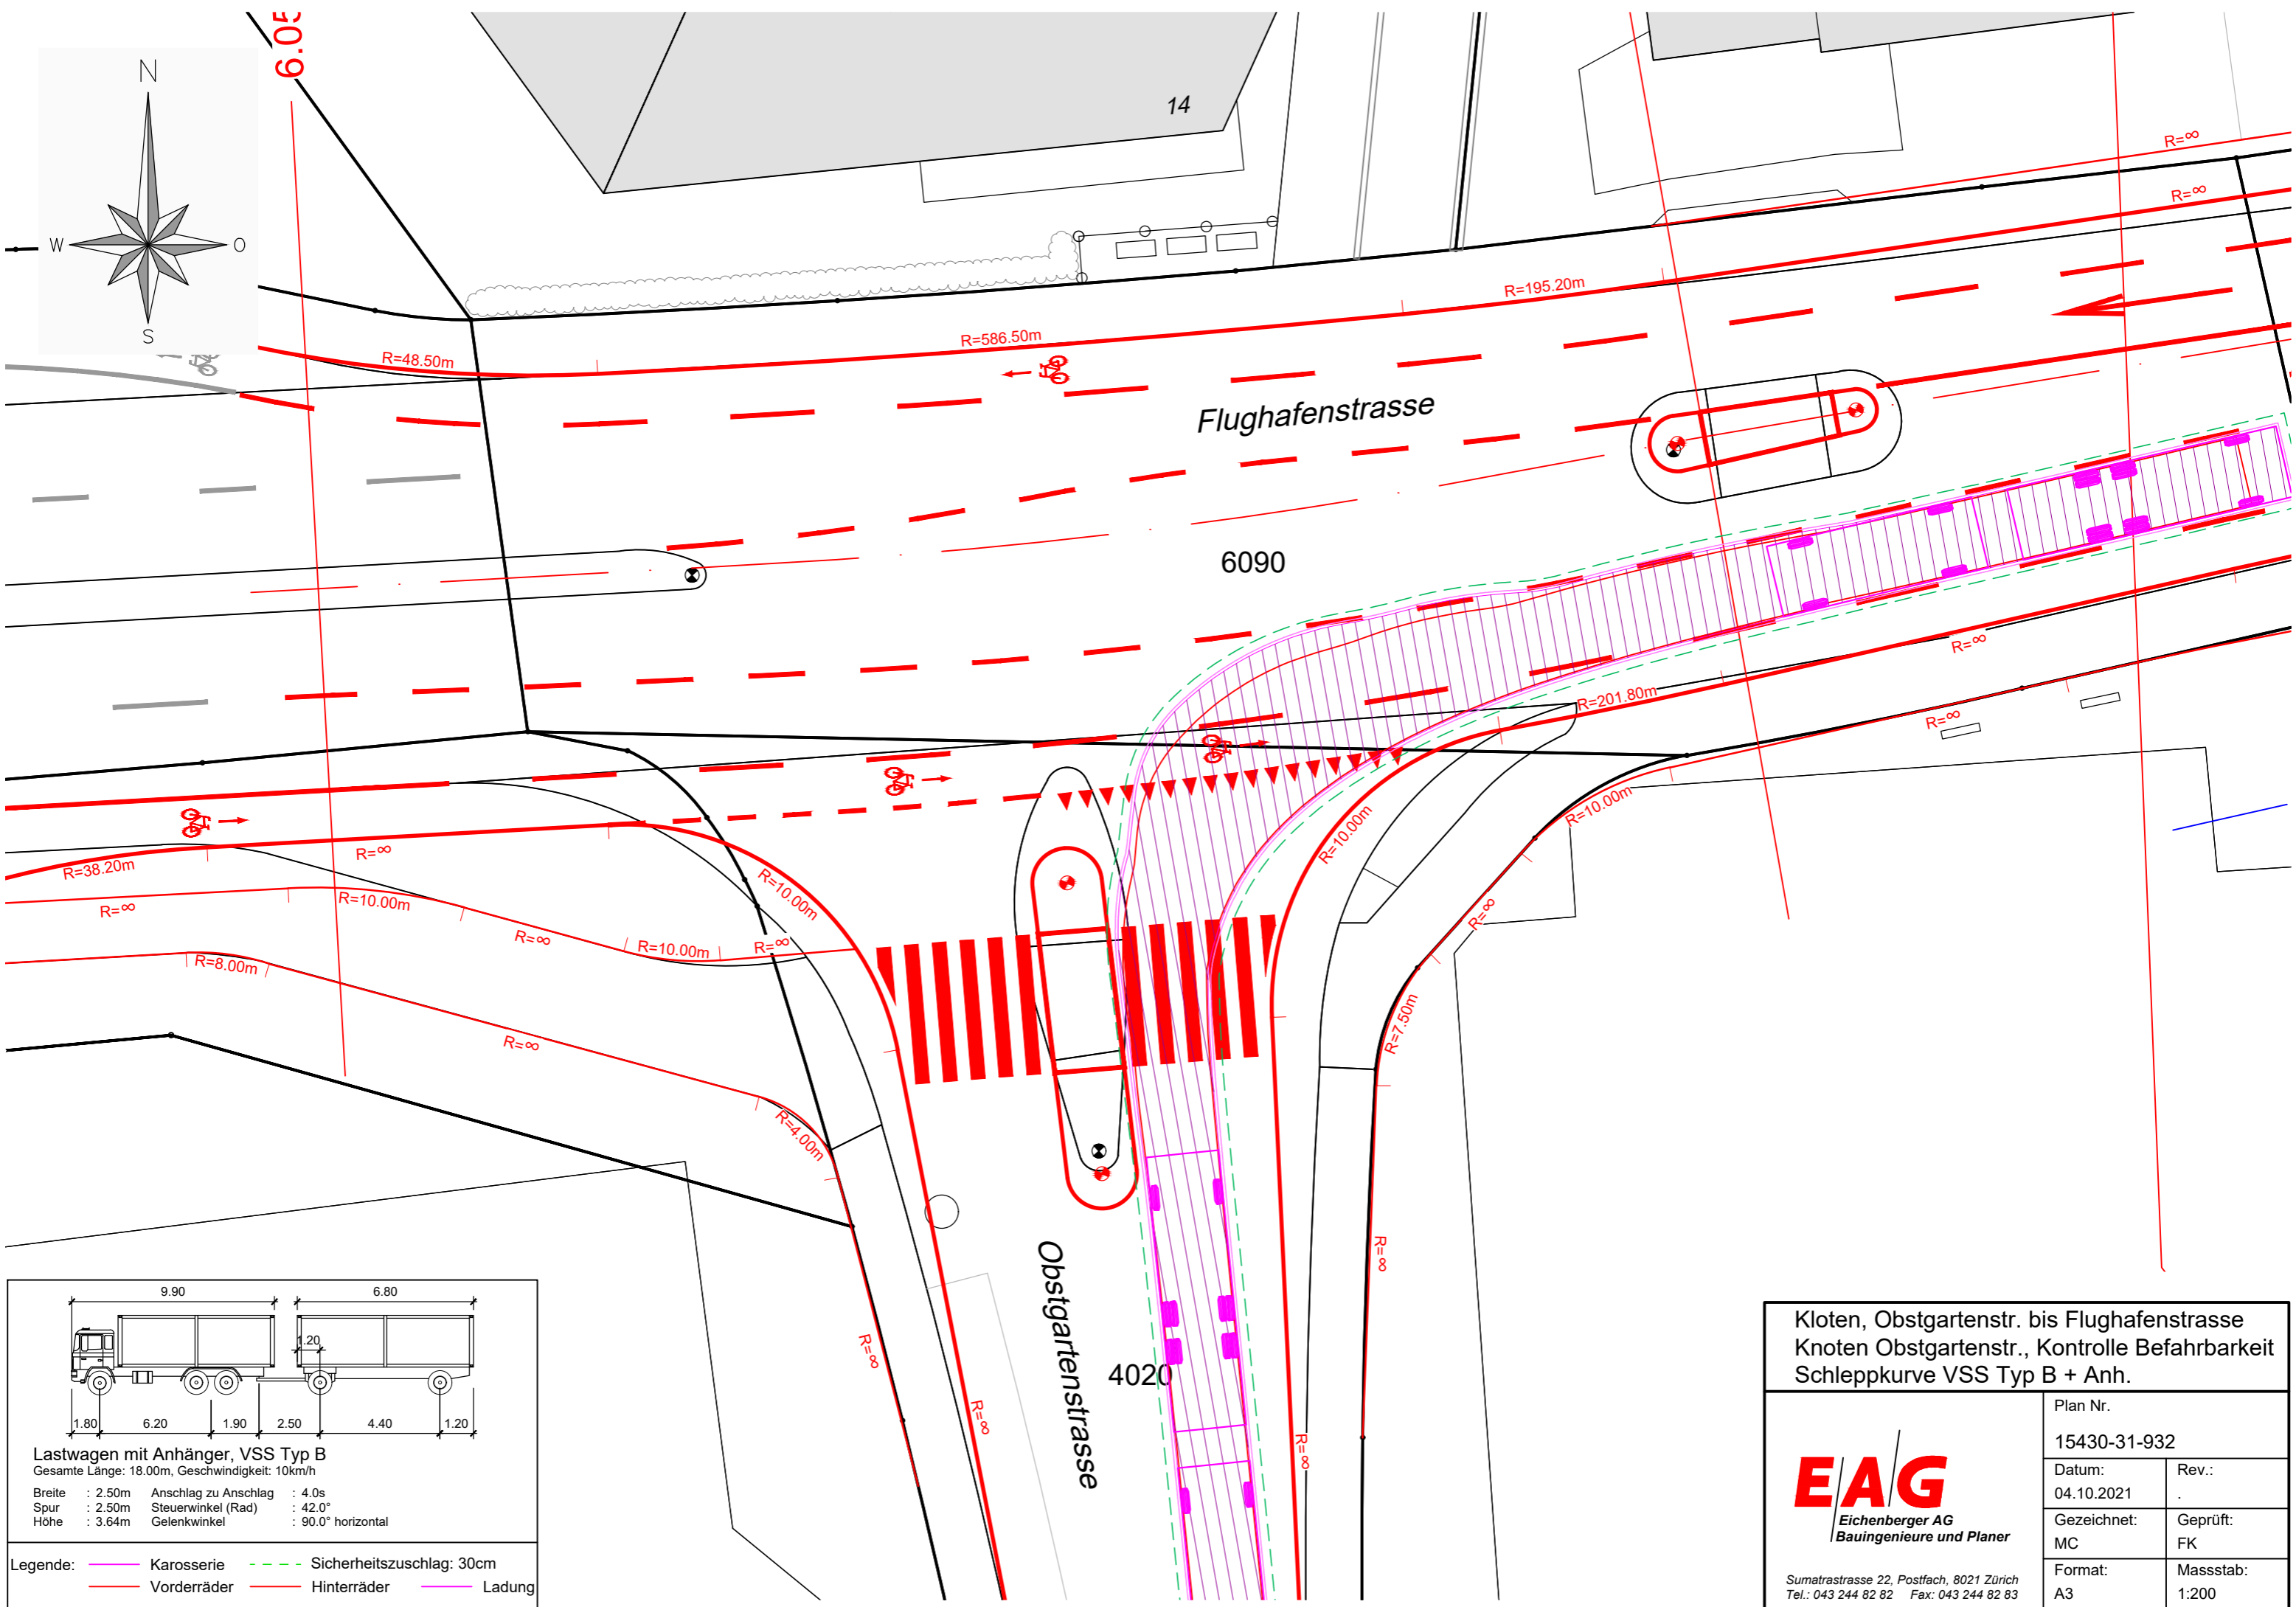 6.05
N
W
O
S
14
R=∞
R=∞
R=195.20m
R=586.50m
R=48.50m
Flughafenstrasse
6090
R=∞
R=201.80m
R=∞
R=10.00m
R=10.00m
R=∞
R=7.50m
R=38.20m
R=∞
R=10.00m
R=∞
R=10.00m
R=∞
R=10.00m
R=∞
R=8.00m
R=∞
R=4.00m
R=∞
R=∞
R=∞
R=∞
Obstgartenstrasse
4020
9.90
6.80
1.20
1.80
6.20
1.90
2.50
4.40
1.20
Lastwagen mit Anhänger, VSS Typ B
Gesamte Länge: 18.00m, Geschwindigkeit: 10km/h
Breite : 2.50m Anschlag zu Anschlag : 4.0s
Spur : 2.50m Steuerwinkel (Rad) : 42.0°
Höhe : 3.64m Gelenkwinkel : 90.0° horizontal
Legende: Karosserie Sicherheitszuschlag: 30cm
Vorderräder Hinterräder Ladung
Kloten, Obstgartenstr. bis Flughafenstrasse
Knoten Obstgartenstr., Kontrolle Befahrbarkeit
Schleppkurve VSS Typ B + Anh.
EAG
Eichenberger AG
Bauingenieure und Planer
Sumatrastrasse 22, Postfach, 8021 Zürich
Tel.: 043 244 82 82 Fax: 043 244 82 83
Plan Nr.
15430-31-932
Datum: Rev.:
04.10.2021 .
Gezeichnet: Geprüft:
MC FK
Format: Massstab:
A3 1:200